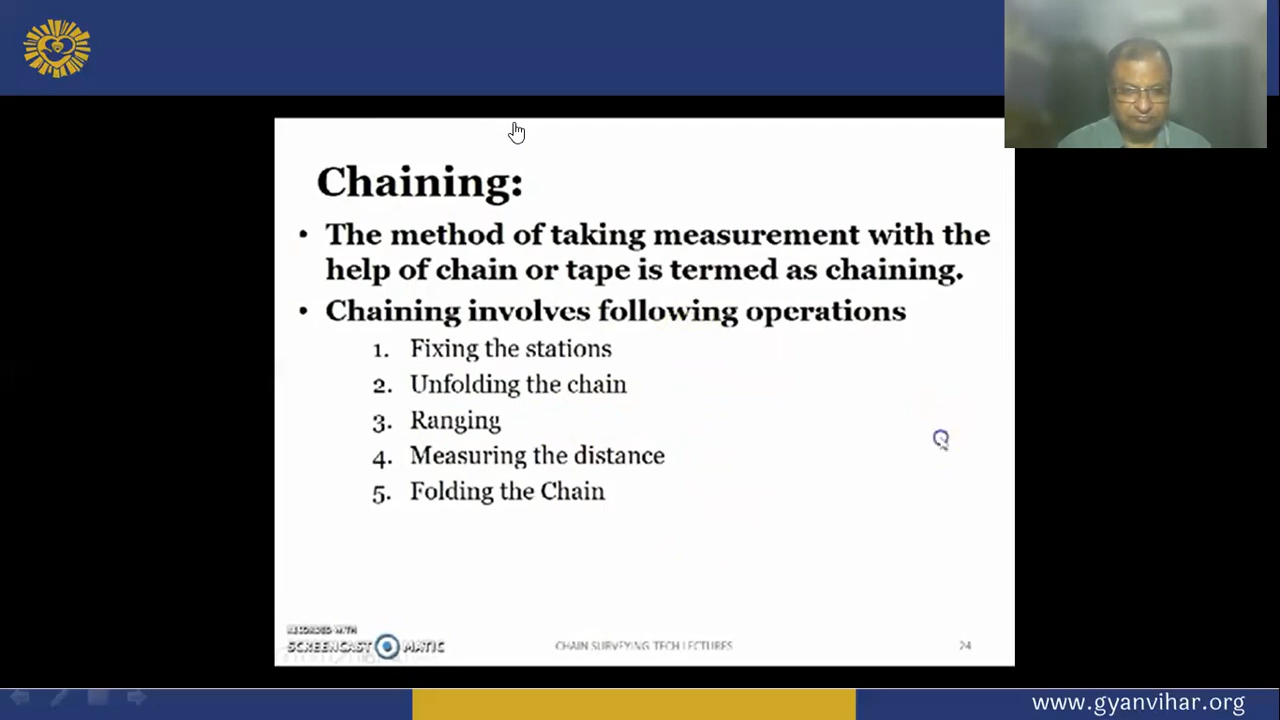 Chaining:
• The method of taking measurement with the
help of chain or tape is termed as chaining.
• Chaining involves following operations
1. Fixing the stations
2. Unfolding the chain
3. Ranging
4. Measuring the distance
5. Folding the Chain
RECORDED WITH
SCREENCAST MATIC
CHAIN SURVEYING TECH LECTURES
24
www.gyanvihar.org